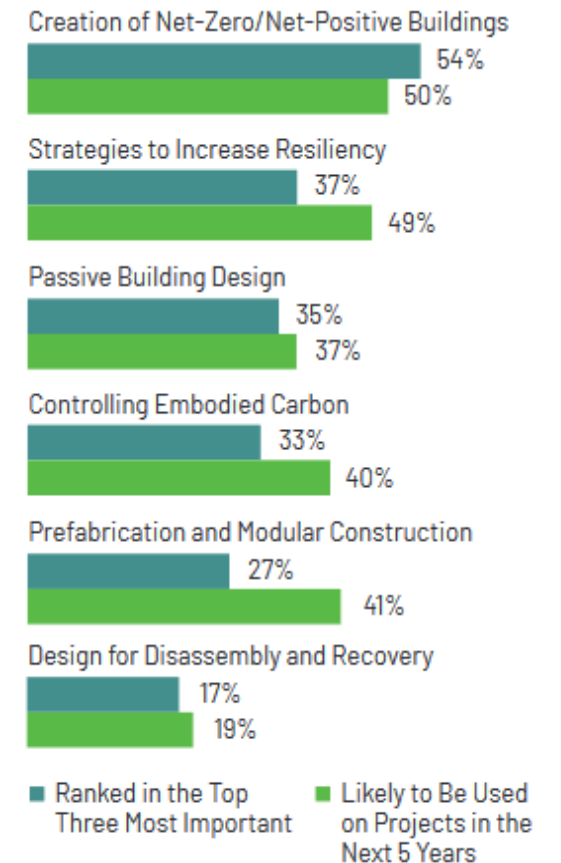 Creation of Net-Zero/Net-Positive Buildings
54%
50%
Strategies to Increase Resiliency
37%
49%
Passive Building Design
35%
37%
Controlling Embodied Carbon
33%
40%
Prefabrication and Modular Construction
27%
41%
Design for Disassembly and Recovery
17%
19%
Ranked in the Top
Three Most Important
Likely to Be Used
on Projects in the
Next 5 Years